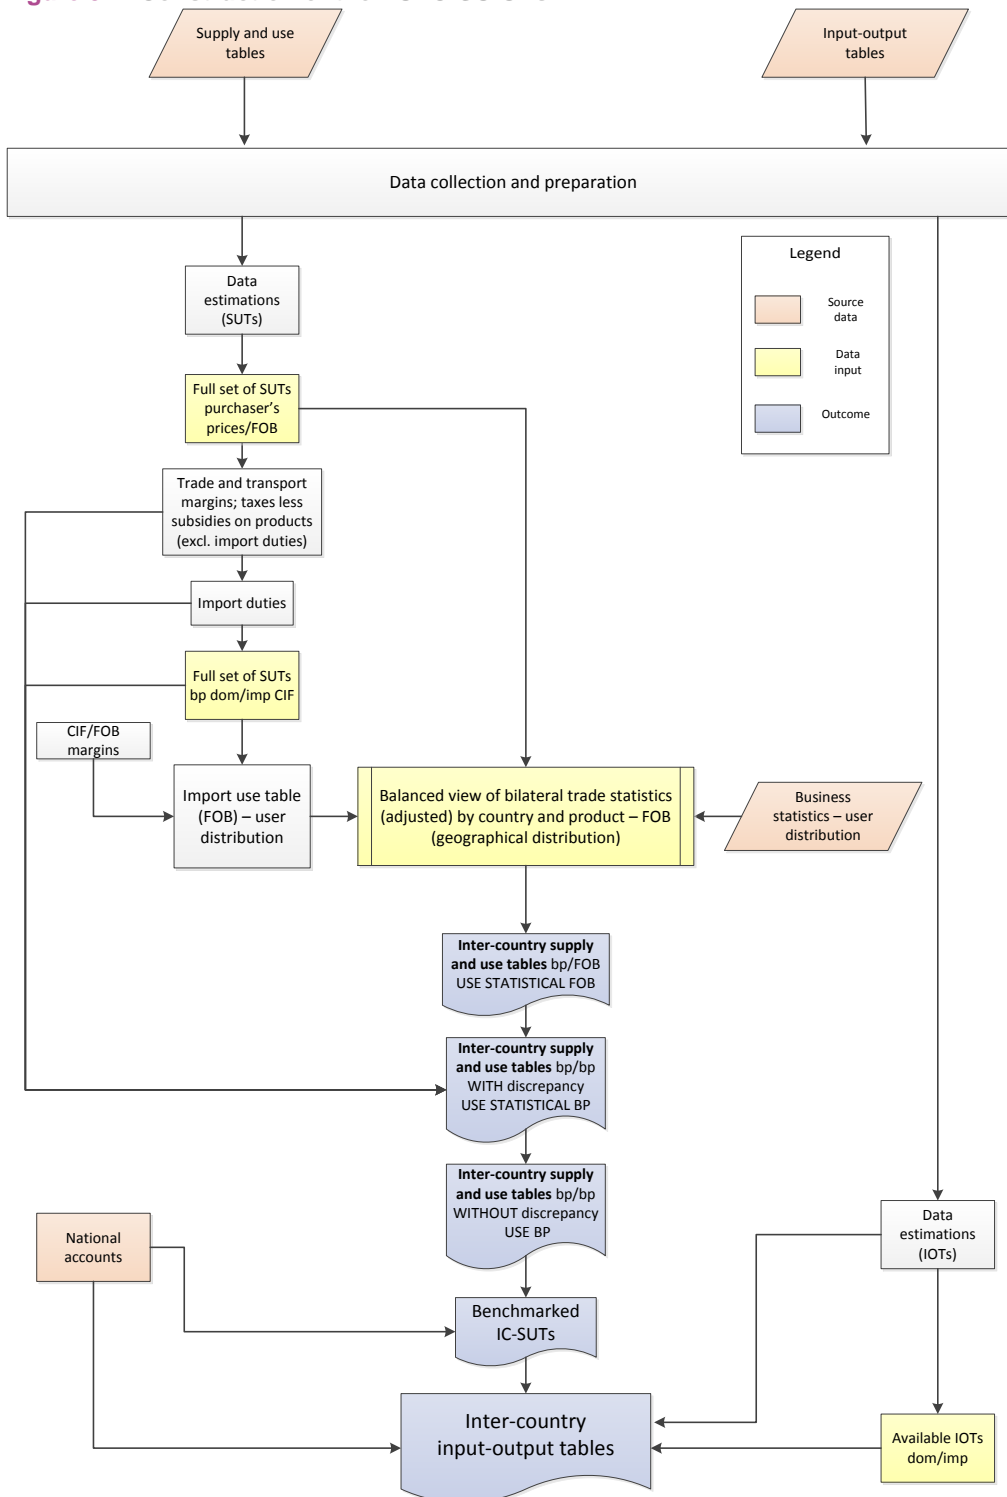 Supply and use
tables
Input-output
tables
Data collection and preparation
Legend
Source
data
Data
input
Outcome
Data
estimations
(SUTs)
Full set of SUTs
purchaser's
prices/FOB
Trade and transport
margins; taxes less
subsidies on products
(excl. import duties)
Import duties
Full set of SUTs
bp dom/imp CIF
CIF/FOB
margins
Import use table
(FOB) – user
distribution
Balanced view of bilateral trade statistics
(adjusted) by country and product – FOB
(geographical distribution)
Business
statistics – user
distribution
Inter-country supply
and use tables bp/FOB
USE STATISTICAL FOB
Inter-country supply
and use tables bp/bp
WITH discrepancy
USE STATISTICAL BP
Inter-country supply
and use tables bp/bp
WITHOUT discrepancy
USE BP
National
accounts
Data
estimations
(IOTs)
Benchmarked
IC-SUTs
Inter-country
input-output tables
Available IOTs
dom/imp